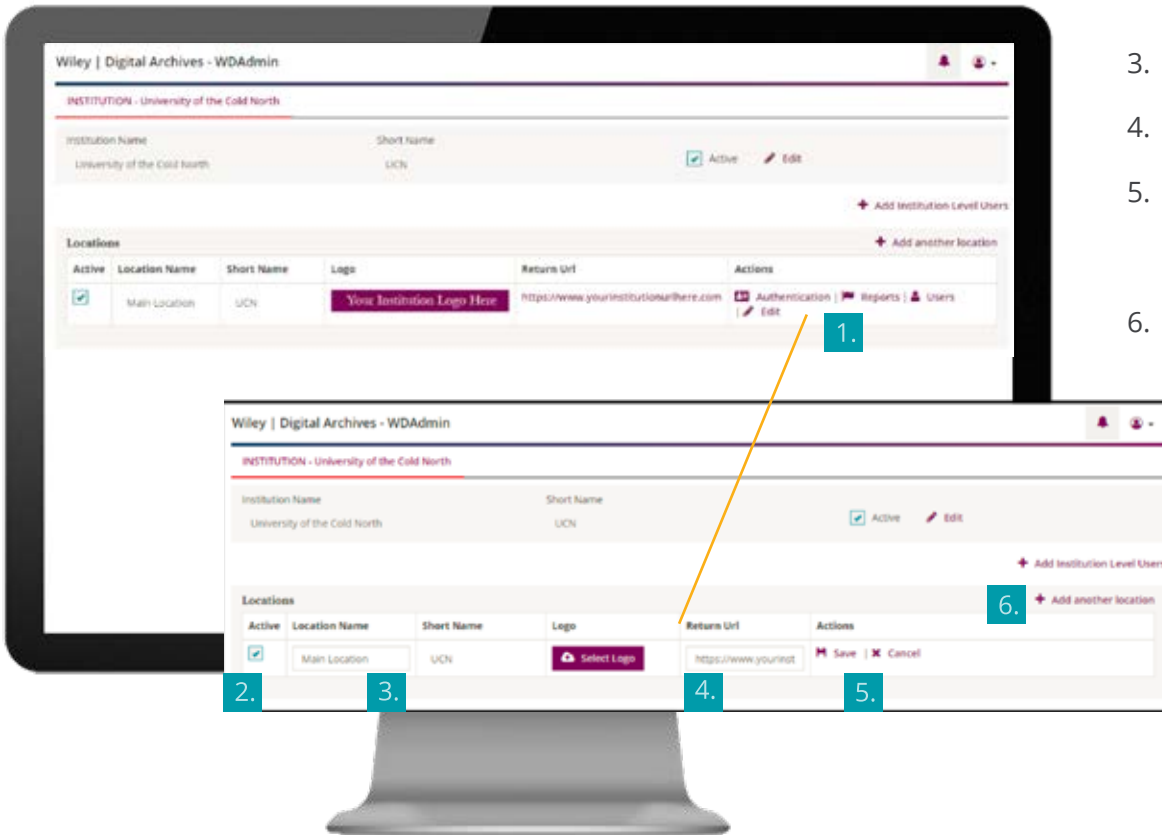 Wiley | Digital Archives - WDAdmin
INSTITUTION - University of the Cold North
Institution Name Short Name
University of the Cold North UCN Active Edit
Add Institution Level Users
Locations Add another location
Active Location Name Short Name Logo Return Url Actions
Main Location UCN Your Institution Logo Here https://www.yourinstitutionurlhere.com Authentication | Reports | Users
| Edit
1.
3.
4.
5.
6.
Wiley | Digital Archives - WDAdmin
INSTITUTION - University of the Cold North
Institution Name Short Name
University of the Cold North UCN Active Edit
Add Institution Level User
6. Add another location
Locations
Active Location Name Short Name Logo Return Url Actions
Main Location UCN Select Logo https://www.yourinst Save | Cancel
2. 3. 4. 5.